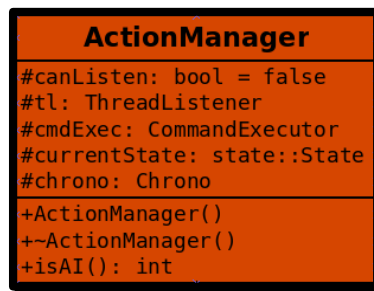 ActionManager
#canListen: bool = false
#tl: ThreadListener
#cmdExec: CommandExecutor
#currentState: state::State
#chrono: Chrono
+ActionManager()
+~ActionManager()
+isAI(): int